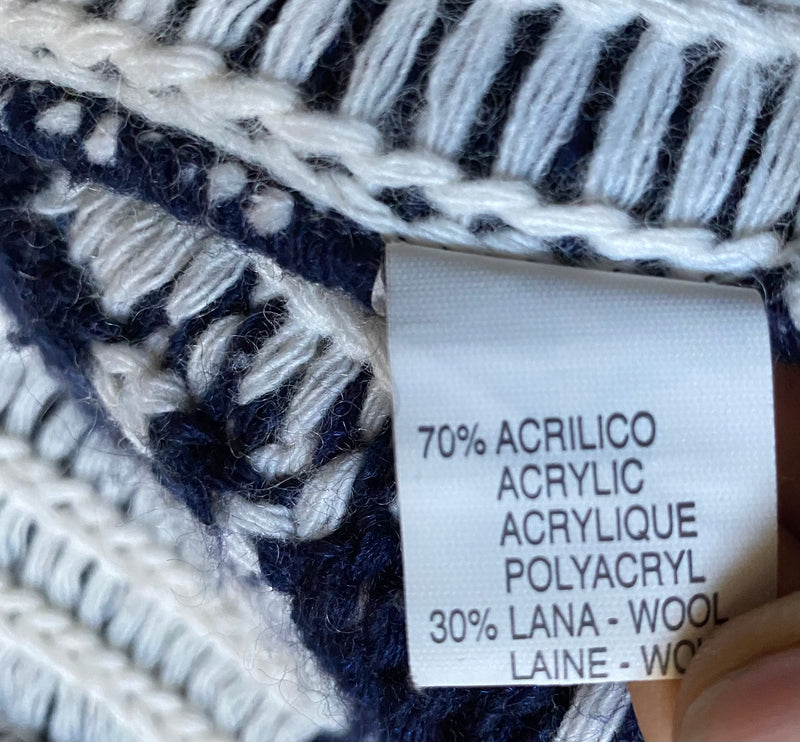 70% ACRILICO
ACRYLIC
ACRYLIQUE
POLYACRYL
30% LANA - WOOL
LAINE -